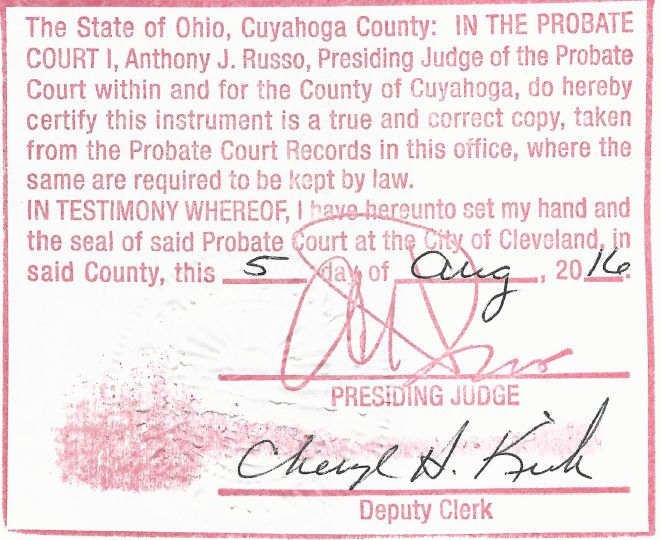 The State of Ohio, Cuyahoga County: IN THE PROBATE
COURT I, Anthony J. Russo, Presiding Judge of the Probate
Court within and for the County of Cuyahoga, do hereby
certify this instrument is a true and correct copy, taken
from the Probate Court Records in this office, where the
same are required to be kept by law.
IN TESTIMONY WHEREOF, I have hereunto set my hand and
the seal of said Probate Court at the City of Cleveland, in
said County, this 5 day of Aug, 2016.
PRESIDING JUDGE
Cheryl H.
Deputy Clerk